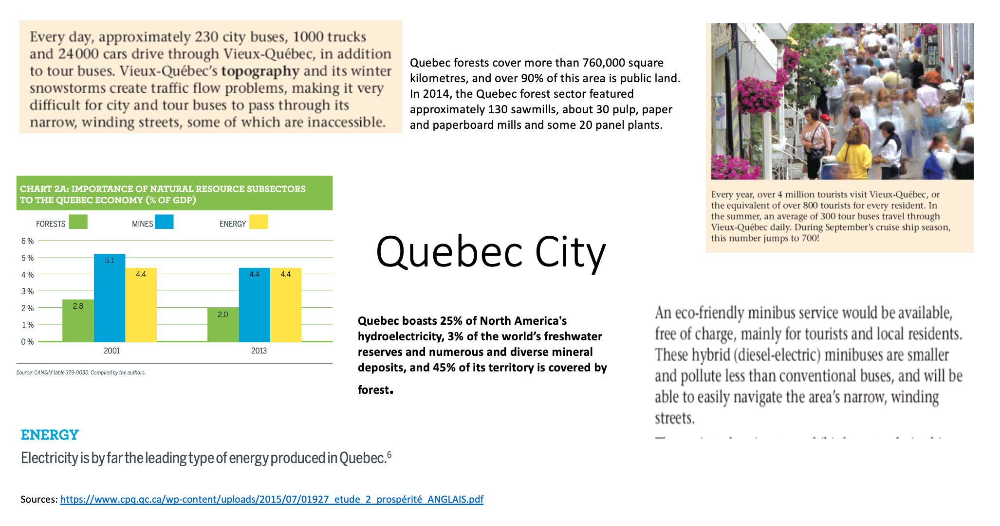 Every day, approximately 230 city buses, 1000 trucks
and 24000 cars drive through Vieux-Québec, in addition
to tour buses. Vieux-Québec's topography and its winter
snowstorms create traffic flow problems, making it very
difficult for city and tour buses to pass through its
narrow, winding streets, some of which are inaccessible.
Quebec forests cover more than 760,000 square
kilometres, and over 90% of this area is public land.
In 2014, the Quebec forest sector featured
approximately 130 sawmills, about 30 pulp, paper
and paperboard mills and some 20 panel plants.
Every year, over 4 million tourists visit Vieux-Québec, or
the equivalent of over 800 tourists for every resident. In
the summer, an average of 300 tour buses travel through
Vieux-Québec daily. During September's cruise ship season,
this number jumps to 700!
CHART 2A: IMPORTANCE OF NATURAL RESOURCE SUBSECTORS
TO THE QUEBEC ECONOMY (% OF GDP)
FORESTS MINES ENERGY
6 %
5 %
4 %
3 %
2 %
1 %
0 %
2.8 5.1 4.4
2.0 4.4 4.4
2001 2013
Source: CANSIM table 379-0030. Compiled by the authors.
Quebec City
Quebec boasts 25% of North America's
hydroelectricity, 3% of the world’s freshwater
reserves and numerous and diverse mineral
deposits, and 45% of its territory is covered by
forest.
An eco-friendly minibus service would be available,
free of charge, mainly for tourists and local residents.
These hybrid (diesel-electric) minibuses are smaller
and pollute less than conventional buses, and will be
able to easily navigate the area’s narrow, winding
streets.
ENERGY
Electricity is by far the leading type of energy produced in Quebec.6
Sources: https://www.cpq.qc.ca/wp-content/uploads/2015/07/01927_etude_2_prospérité_ANGLAIS.pdf